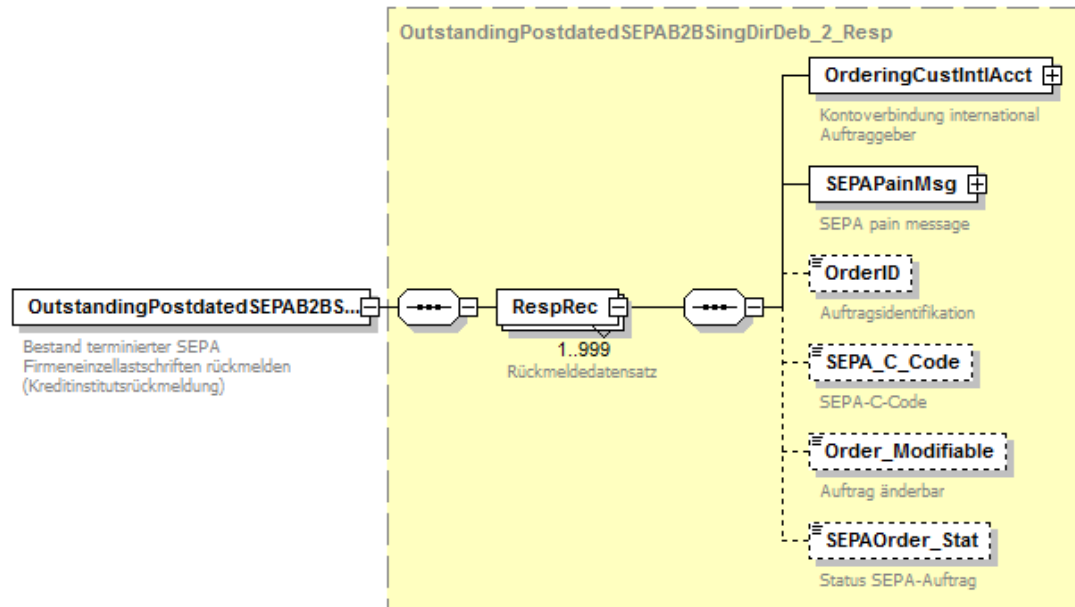 OutstandingPostdatedSEPAB2BSingDirDeb_2_Resp
OrderingCustIntlAcct
Kontoverbindung international
Auftraggeber
SEPAPainMsg
SEPA pain message
OrderID
Auftragsidentifikation
OutstandingPostdatedSEPAB2BS...
Bestand terminierter SEPA
Firmeneinzellastschriften rückmelden
(Kreditinstitutsrückmeldung)
RespRec
1..999
Rückmeldedatensatz
SEPA_C_Code
SEPA-C-Code
Order_Modifiable
Auftrag änderbar
SEPAOrder_Stat
Status SEPA-Auftrag